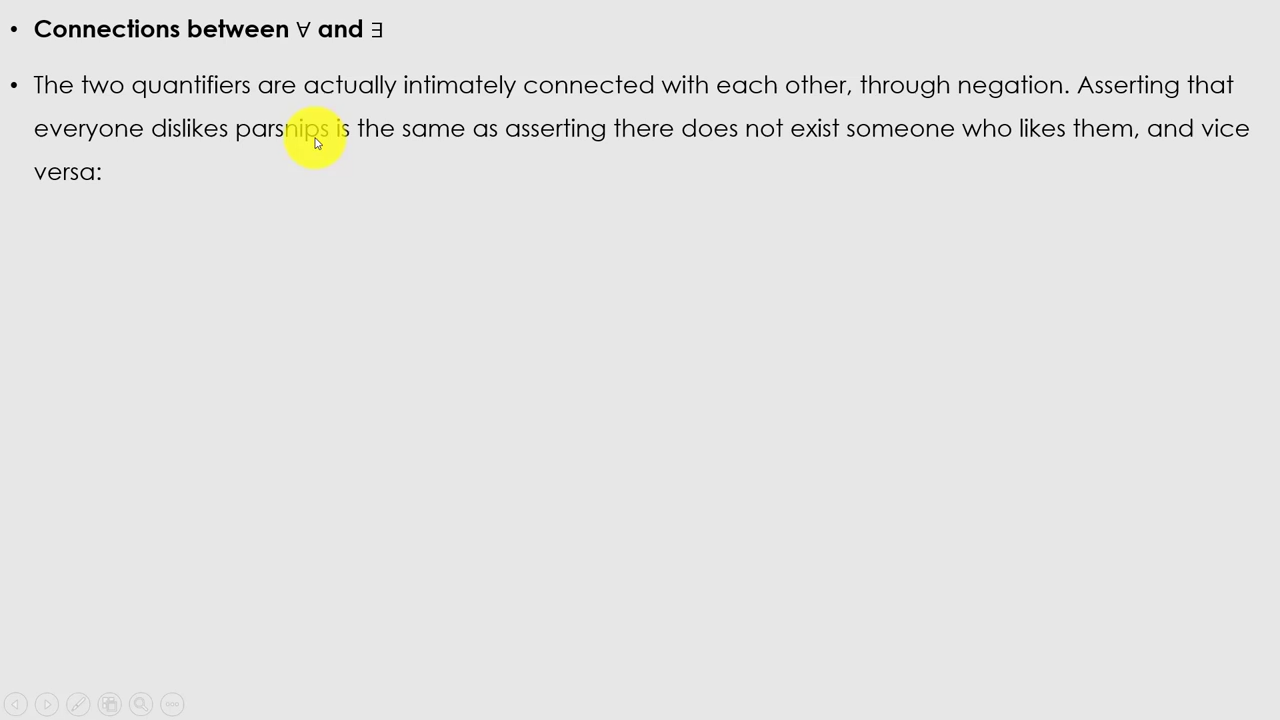 • Connections between ∀ and ∃
• The two quantifiers are actually intimately connected with each other, through negation. Asserting that
everyone dislikes parsnips is the same as asserting there does not exist someone who likes them, and vice
versa: